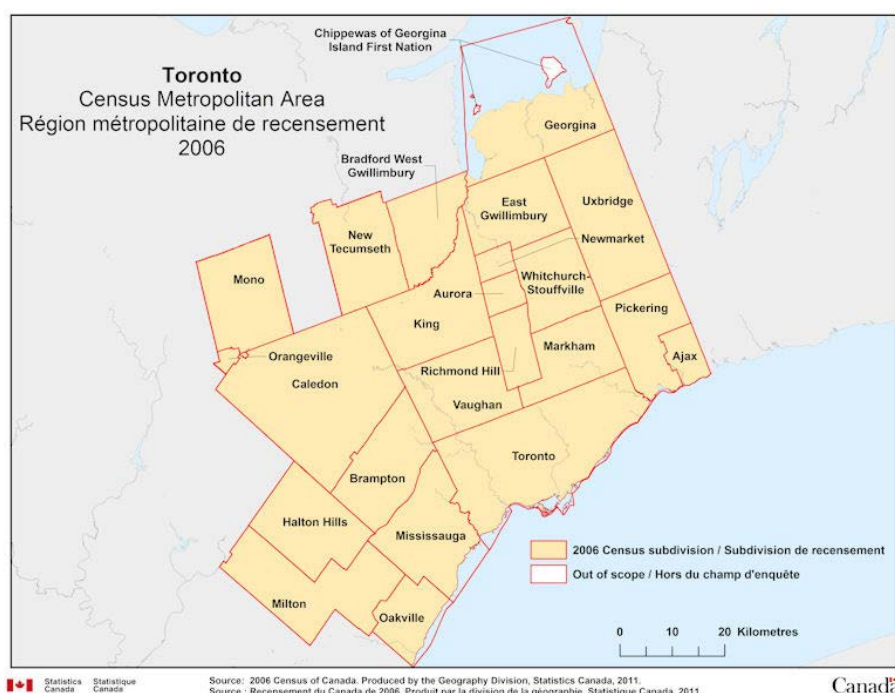 Toronto
Census Metropolitan Area
Région métropolitaine de recensement
2006
Chippewas of Georgina
Island First Nation
Georgina
Bradford West
Gwillimbury
East
Gwillimbury
Uxbridge
New
Tecumseth
Newmarket
Mono
Whitchurch-
Stouffville
Aurora
King
Pickering
Orangeville
Markham
Ajax
Richmond Hill
Caledon
Vaughan
Toronto
Brampton
Halton Hills
Mississauga
2006 Census subdivision / Subdivision de recensement
Out of scope / Hors du champ d'enquête
Milton
Oakville
0 10 20 Kilometres
Statistics Statistique
Canada Canada
Source: 2006 Census of Canada. Produced by the Geography Division, Statistics Canada, 2011.
Source : Recensement du Canada de 2006. Produit par la division de la géographie, Statistique Canada, 2011.
Canada